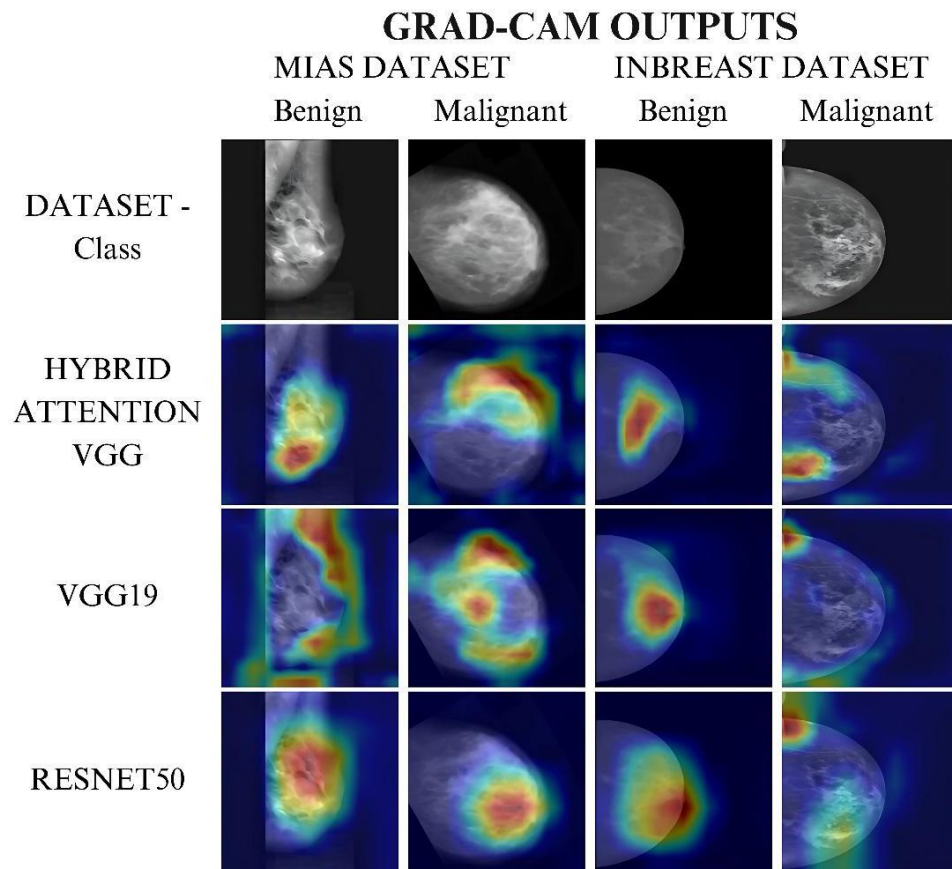 GRAD-CAM OUTPUTS
MIAS DATASET INBREAST DATASET
Benign Malignant Benign Malignant
DATASET -
Class
HYBRID
ATTENTION
VGG
VGG19
RESNET50